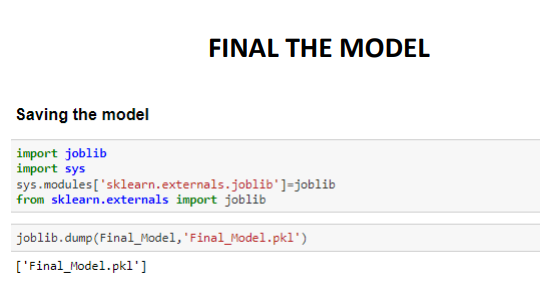 FINAL THE MODEL
Saving the model
import joblib
import sys
sys.modules['sklearn.externals.joblib']=joblib
from sklearn.externals import joblib
joblib.dump(Final_Model,'Final_Model.pkl')
['Final_Model.pkl']